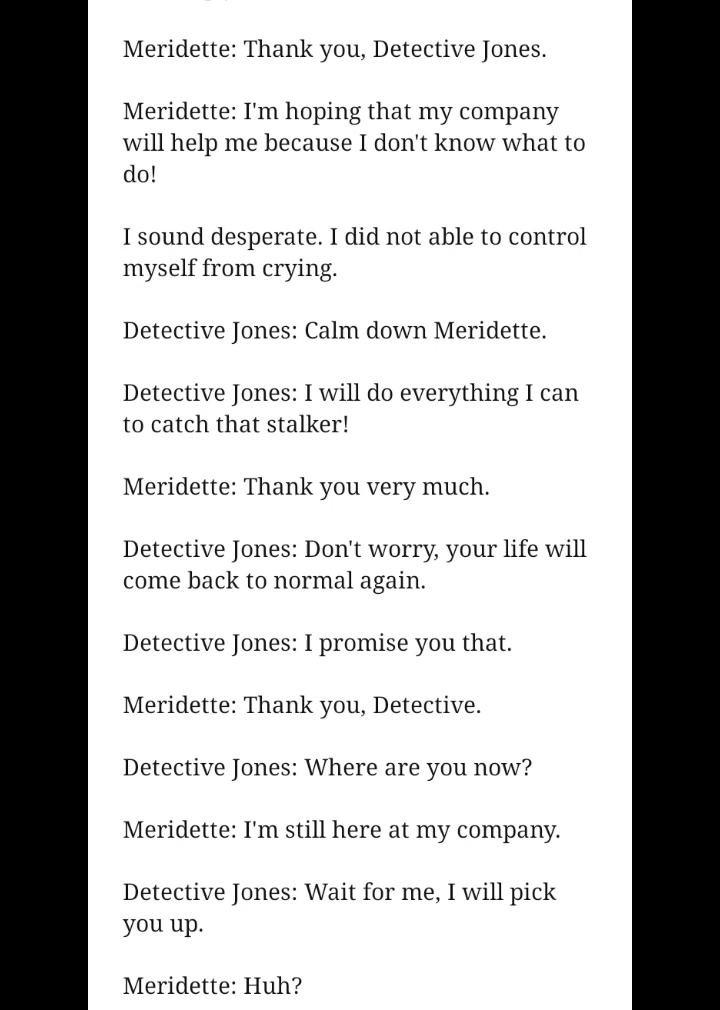 Meridette: Thank you, Detective Jones.
Meridette: I'm hoping that my company
will help me because I don't know what to
do!
I sound desperate. I did not able to control
myself from crying.
Detective Jones: Calm down Meridette.
Detective Jones: I will do everything I can
to catch that stalker!
Meridette: Thank you very much.
Detective Jones: Don't worry, your life will
come back to normal again.
Detective Jones: I promise you that.
Meridette: Thank you, Detective.
Detective Jones: Where are you now?
Meridette: I'm still here at my company.
Detective Jones: Wait for me, I will pick
you up.
Meridette: Huh?